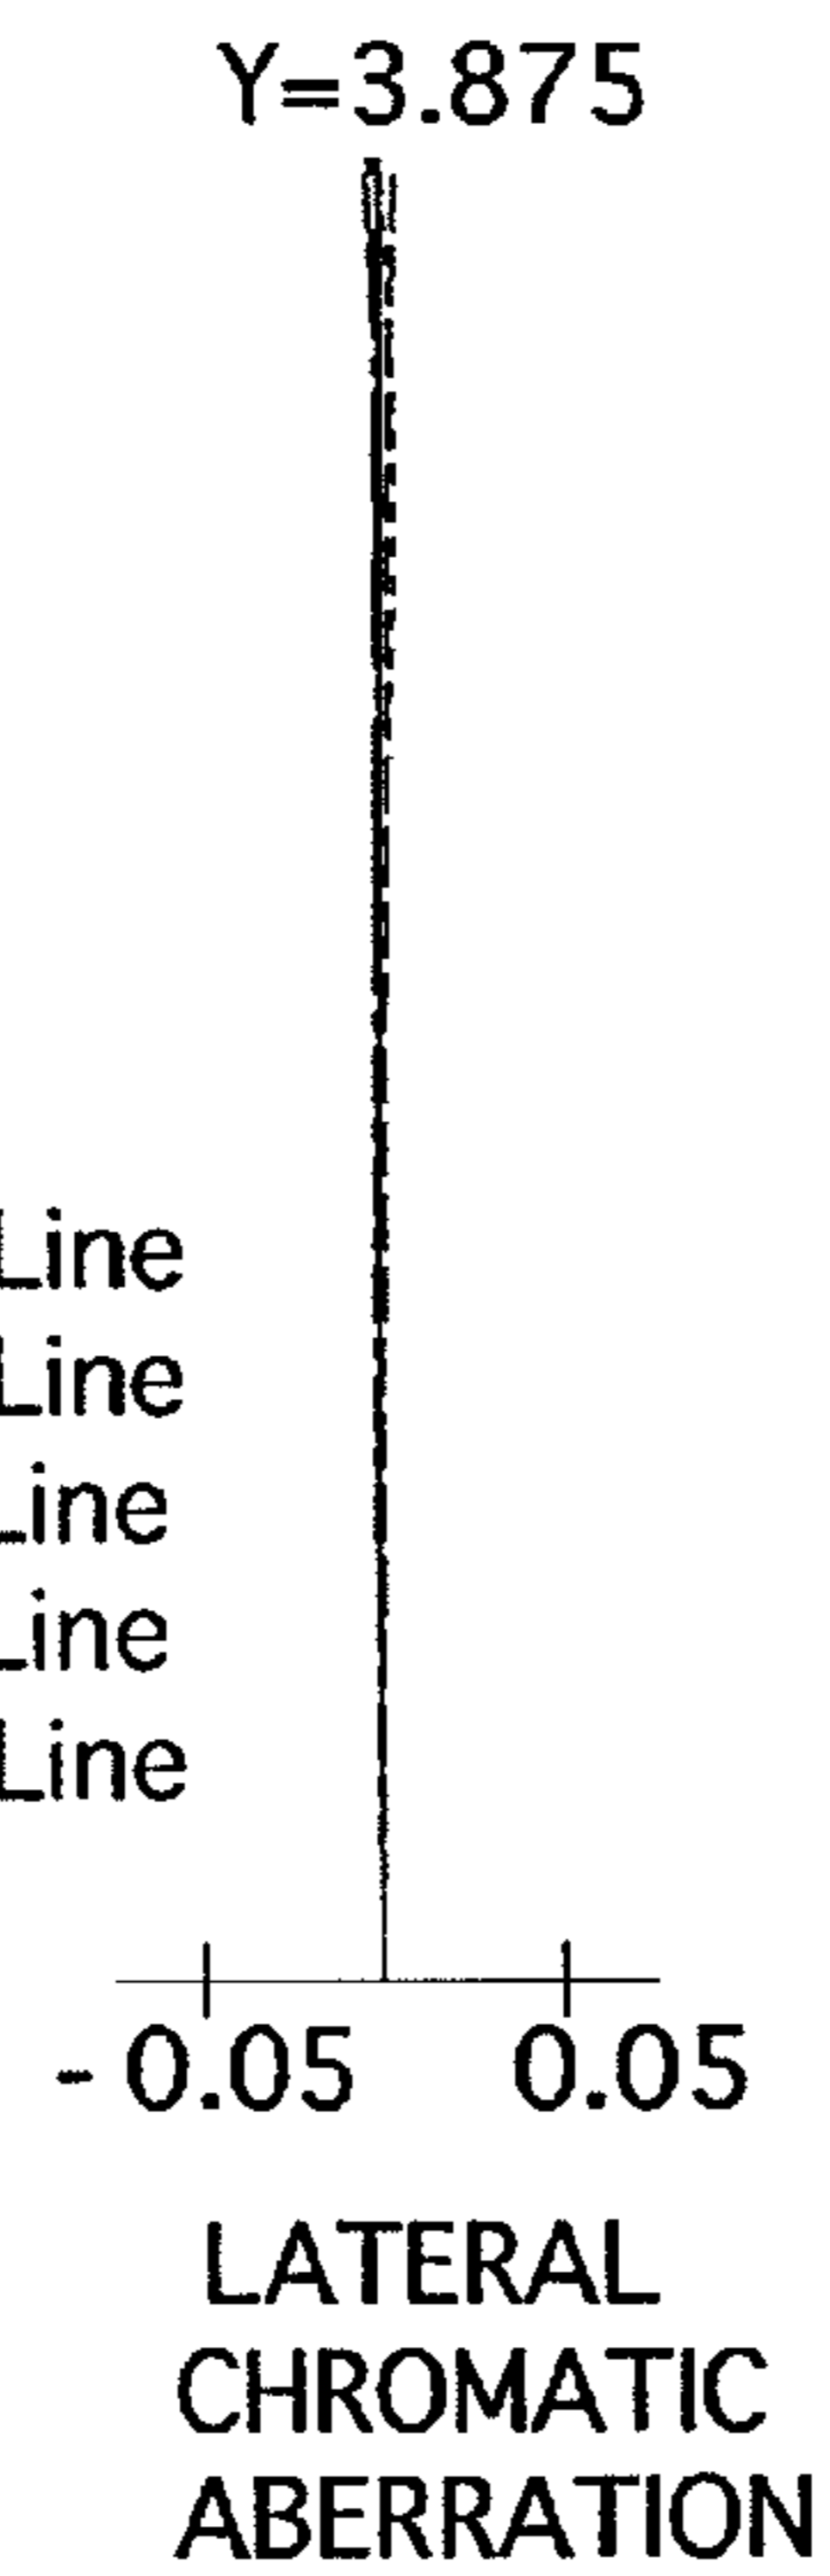 Y=3.875
Line
Line
Line
Line
Line
- 0.05 0.05
LATERAL
CHROMATIC
ABERRATION